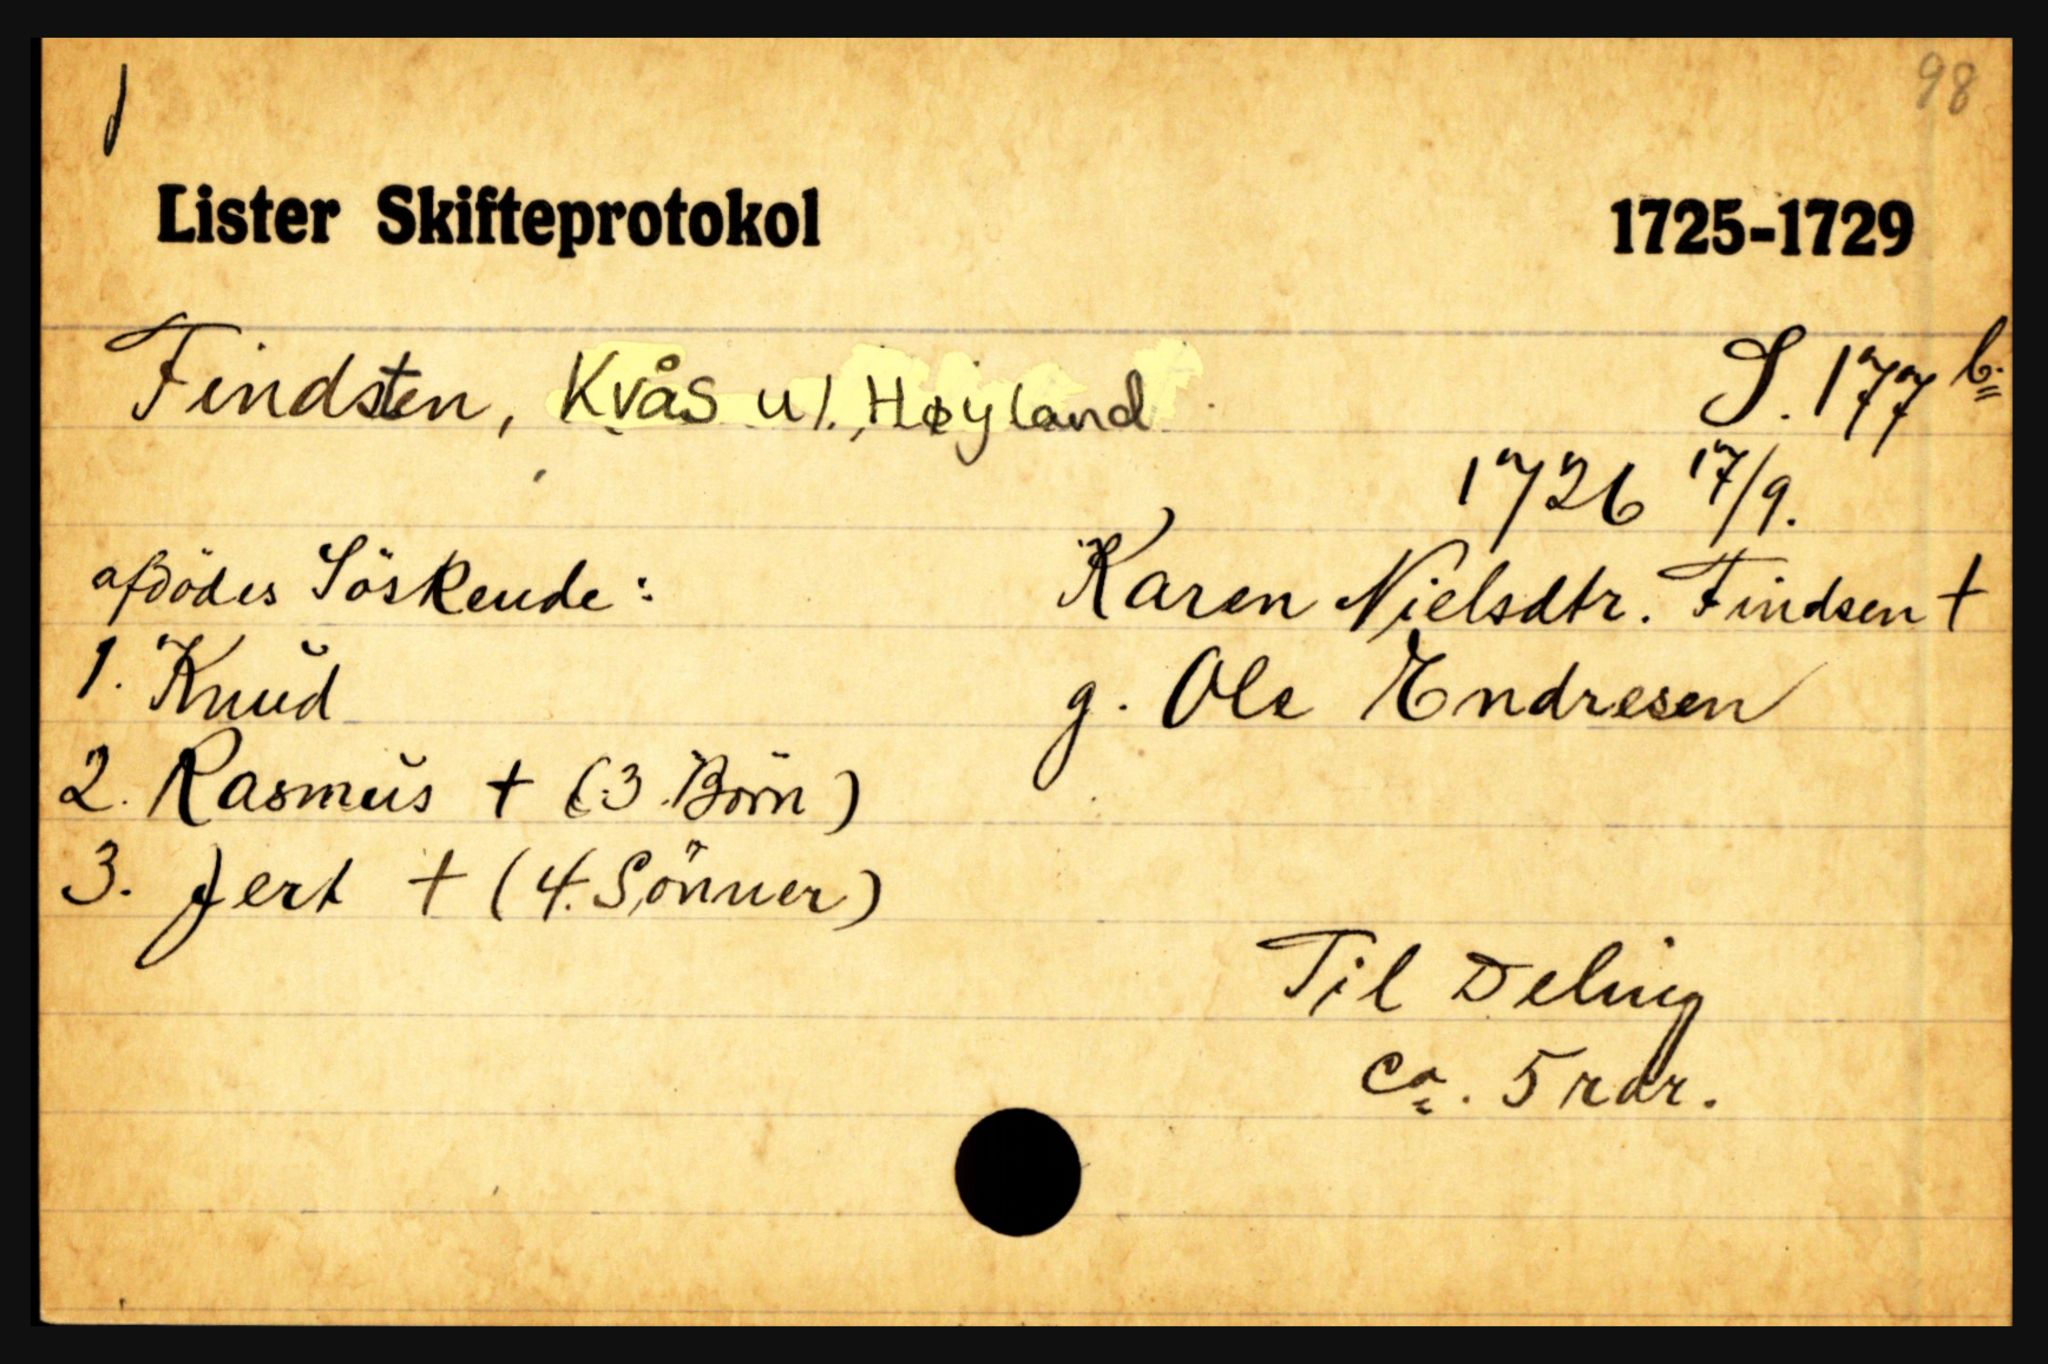 98
Lister Skifteprotokol 1725-1729
Findsten, Kvås u/. Høyland S. 177 b.
1726 17/9.
afdödes Söskende: Karen Nielsdtr. Findsen †
1. Knud g. Ole Endresen
2. Rasmus † (3 Börn)
3. Jert † (4. Sönner)
Til Deling
ca. 5 rdr.